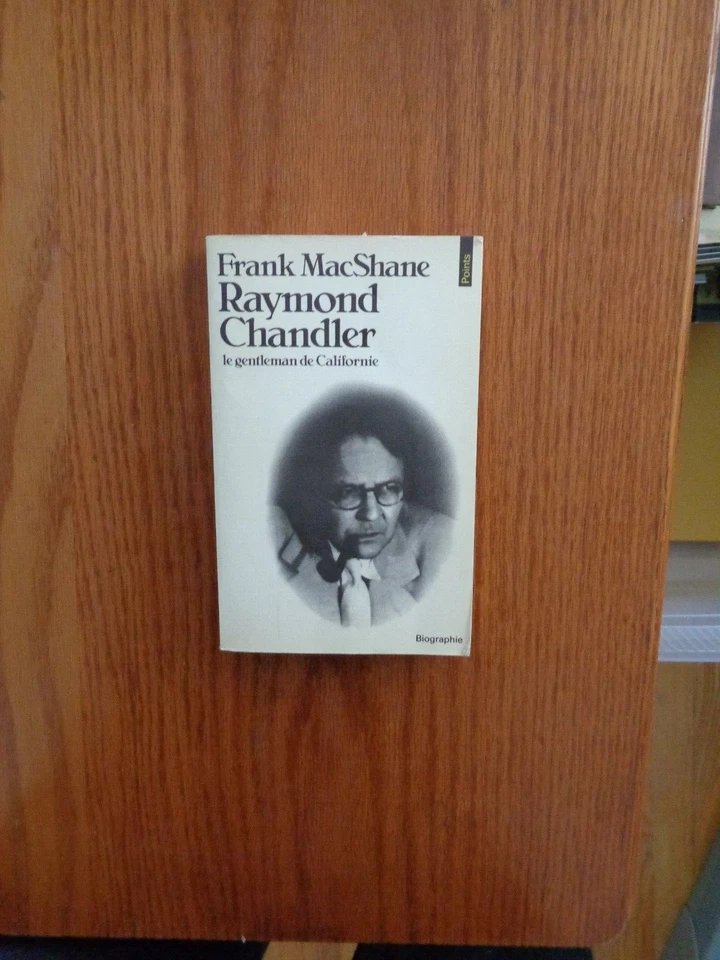 Frank MacShane
Raymond
Chandler
le gentleman de Californie
Points
Biographie